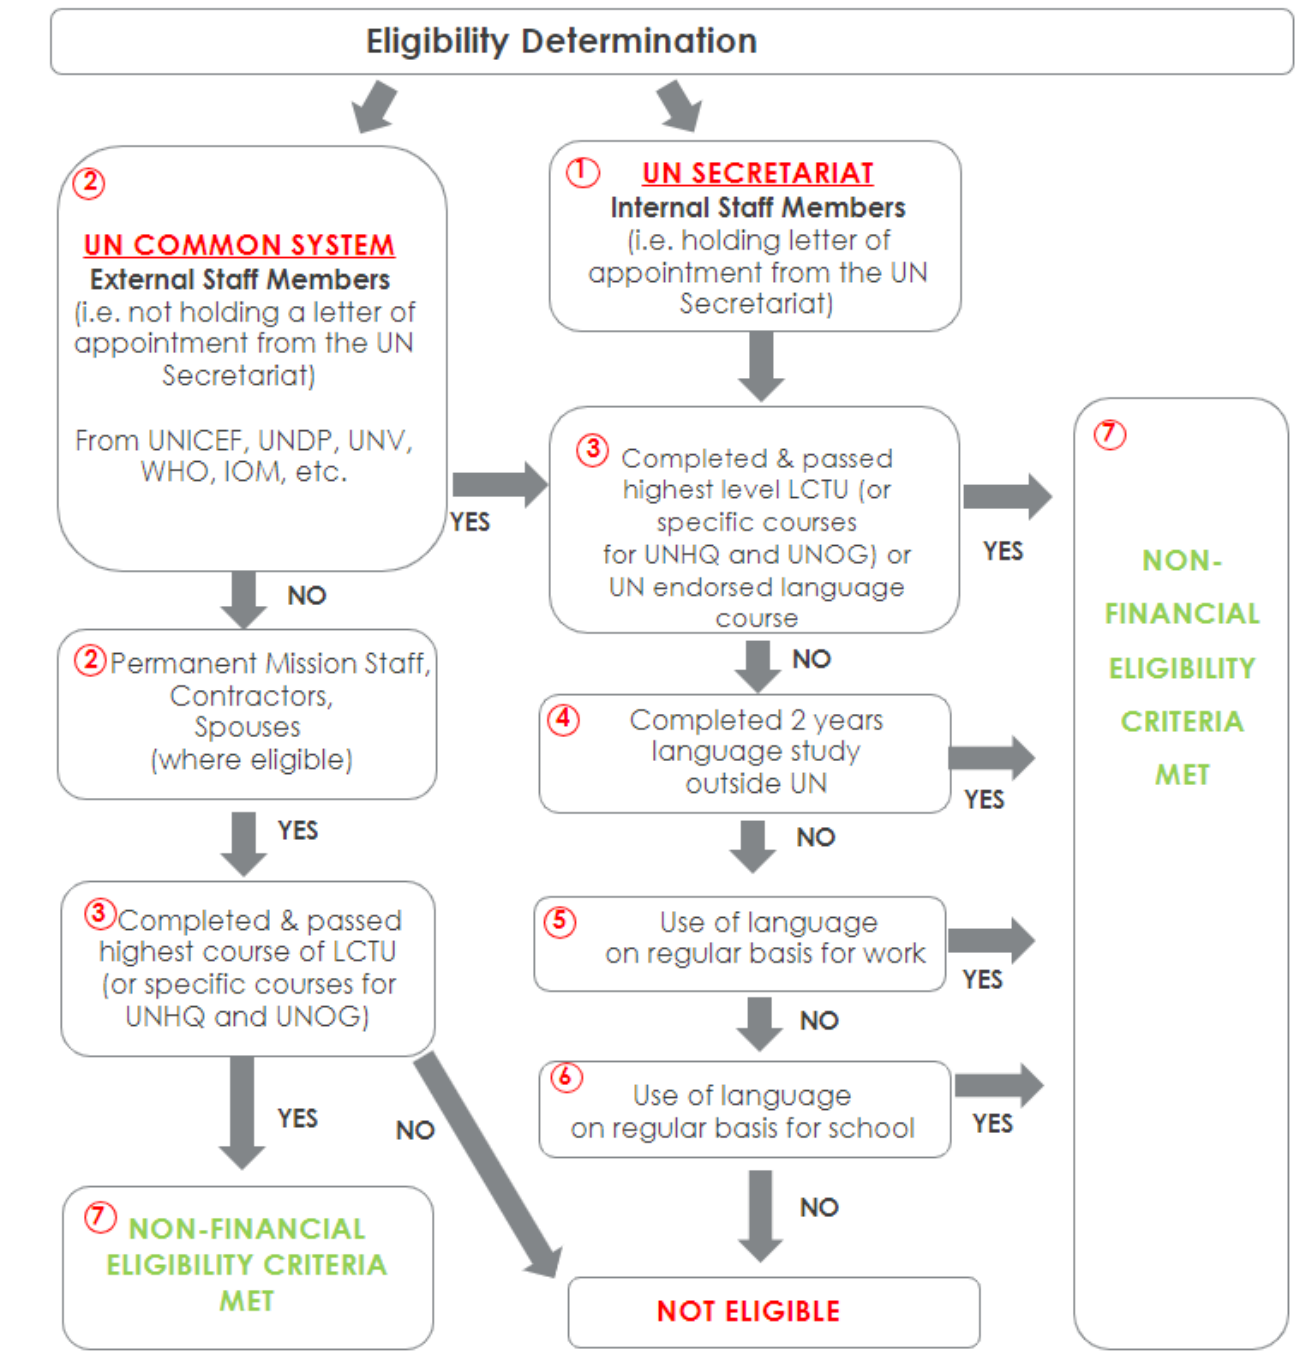 Eligibility Determination
2
UN COMMON SYSTEM
External Staff Members
(i.e. not holding a letter of
appointment from the UN
Secretariat)
From UNICEF, UNDP, UNV,
WHO, IOM, etc.
YES
NO
1
UN SECRETARIAT
Internal Staff Members
(i.e. holding letter of
appointment from the UN
Secretariat)
3
Completed & passed
highest level LCTU (or
specific courses
for UNHQ and UNOG) or
UN endorsed language
course
YES
NO
2 Permanent Mission Staff,
Contractors,
Spouses
(where eligible)
YES
4
Completed 2 years
language study
outside UN
YES
NO
3 Completed & passed
highest course of LCTU
(or specific courses for
UNHQ and UNOG)
YES
NO
5
Use of language
on regular basis for work
YES
NO
6
Use of language
on regular basis for school
YES
NO
7
NON-FINANCIAL
ELIGIBILITY CRITERIA
MET
NOT ELIGIBLE
7
NON-
FINANCIAL
ELIGIBILITY
CRITERIA
MET